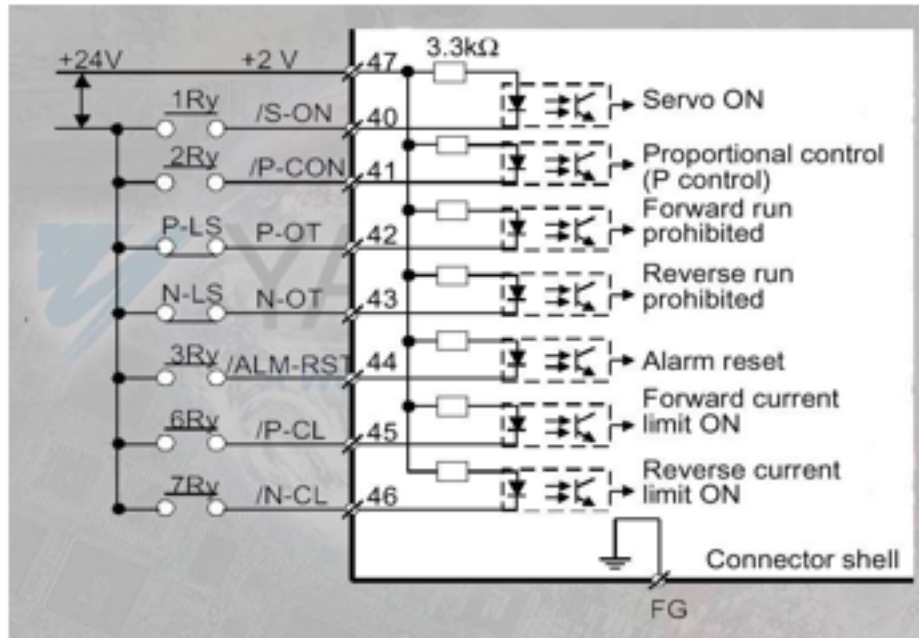 3.3kΩ
+24V +2 V 47
1Ry /S-ON 40 Servo ON
2Ry /P-CON 41 Proportional control
(P control)
P-LS P-OT 42 Forward run
prohibited
N-LS N-OT 43 Reverse run
prohibited
3Ry /ALM-RST 44 Alarm reset
6Ry /P-CL 45 Forward current
limit ON
7Ry /N-CL 46 Reverse current
limit ON
Connector shell
FG